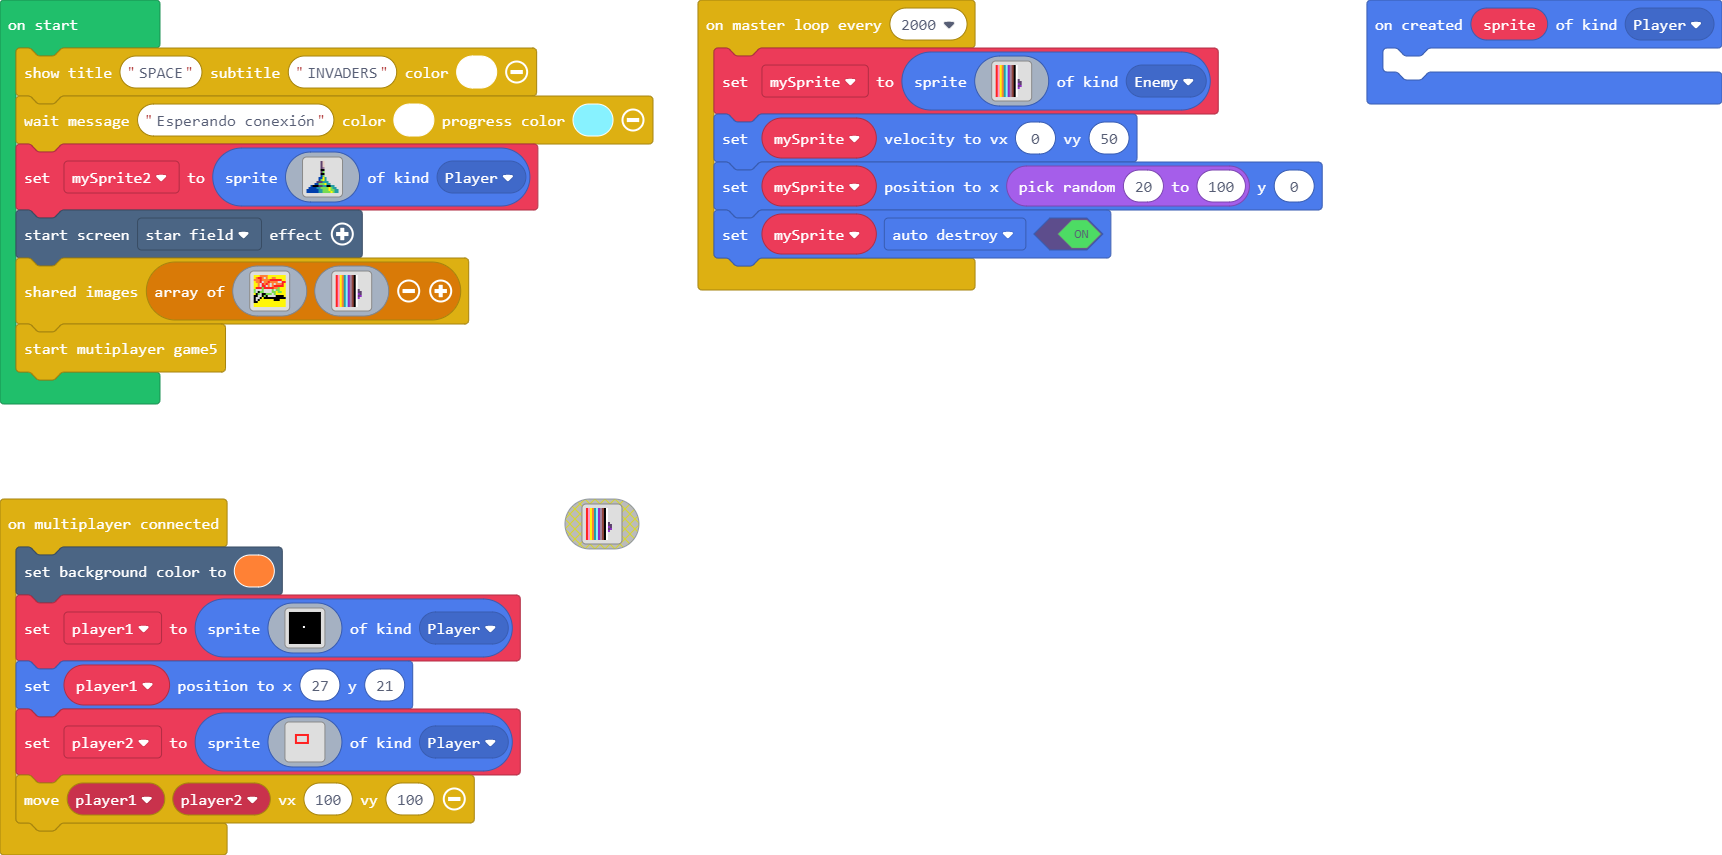 on start
show title "SPACE" subtitle "INVADERS" color
wait message "Esperando conexión" color progress color
set mySprite2 to sprite of kind Player
start screen star field effect
shared images array of
start mutiplayer game5
on master loop every 2000
set mySprite to sprite of kind Enemy
set mySprite velocity to vx 0 vy 50
set mySprite position to x pick random 20 to 100 y 0
set mySprite auto destroy ON
on created sprite of kind Player
on multiplayer connected
set background color to
set player1 to sprite of kind Player
set player1 position to x 27 y 21
set player2 to sprite of kind Player
move player1 player2 vx 100 vy 100